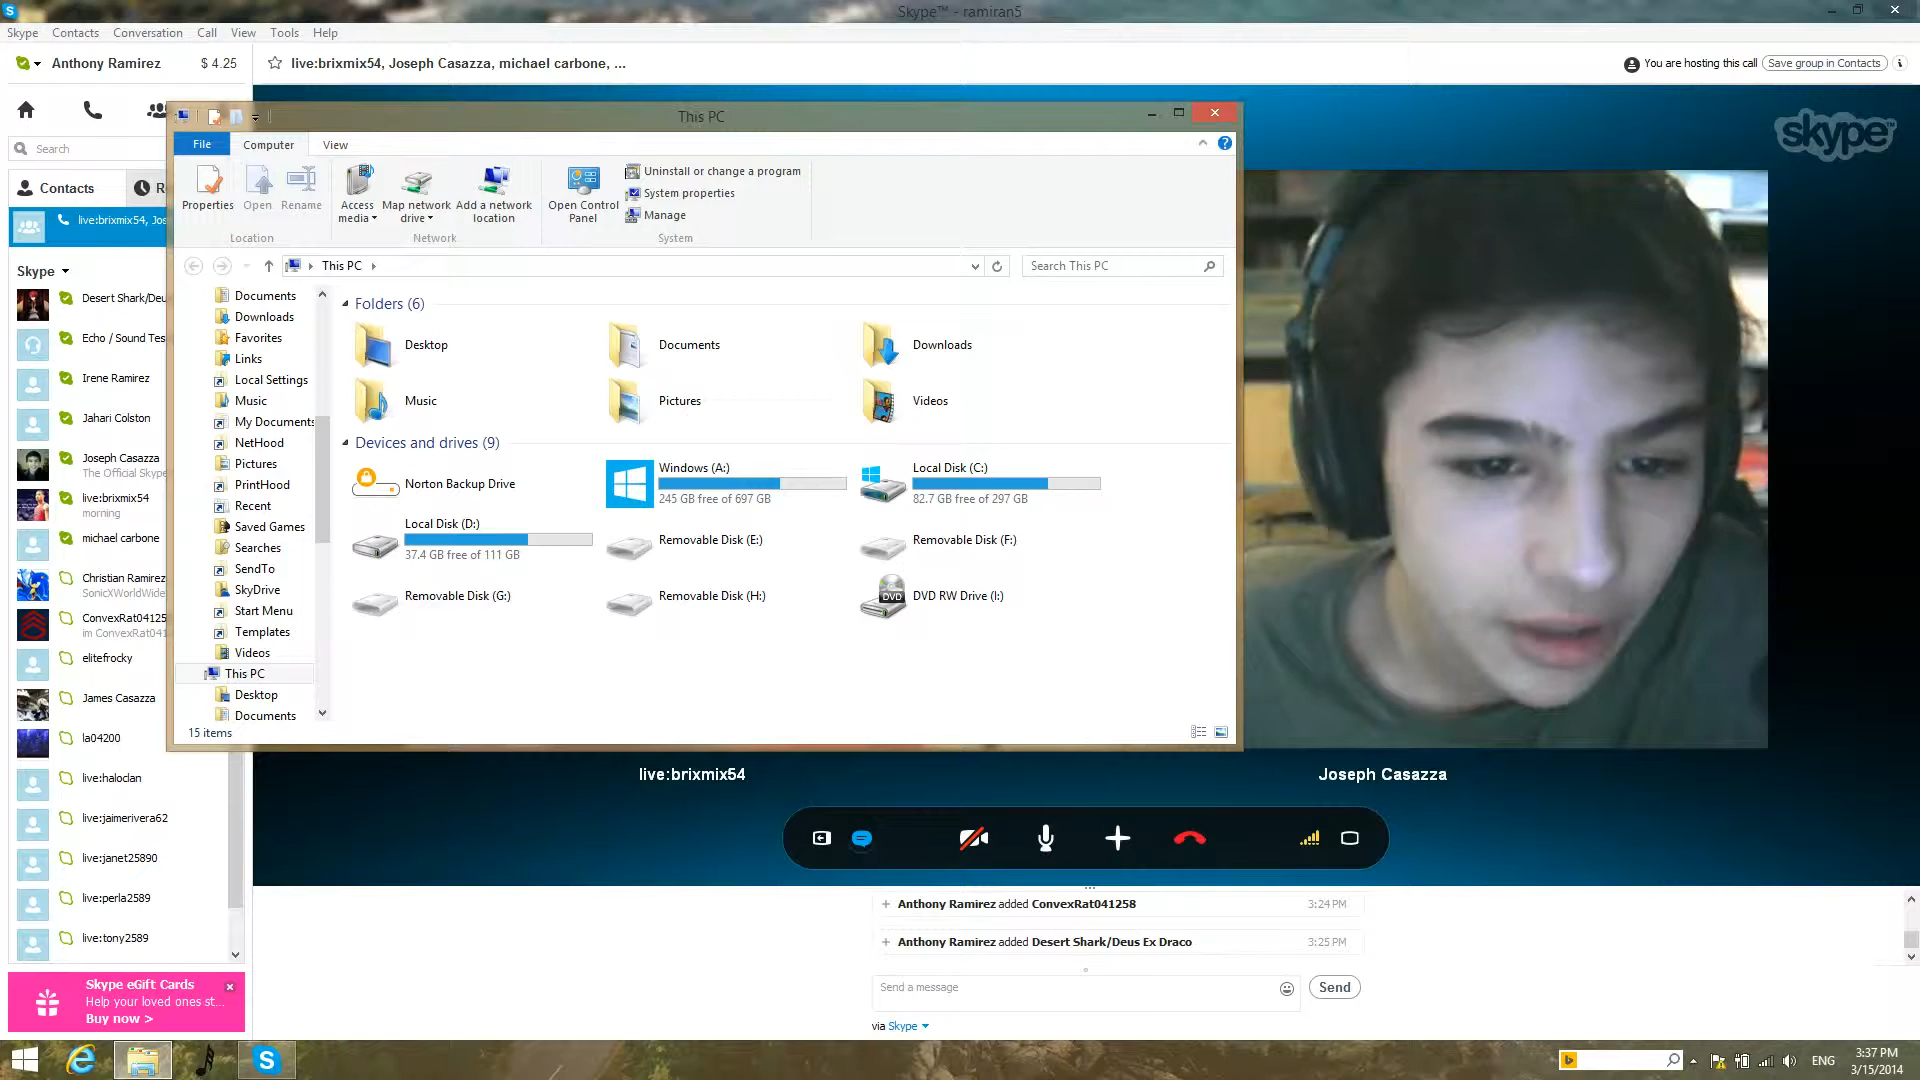 Skype™ - ramiran5
Skype Contacts Conversation Call View Tools Help
Anthony Ramirez $ 4.25
live:brixmix54, Joseph Casazza, michael carbone, ...
You are hosting this call Save group in Contacts
skype™
Search
Contacts R
live:brixmix54, Jos
Skype
Desert Shark/Deu
Echo / Sound Tes
Irene Ramirez
Jahari Colston
Joseph Casazza
The Official Skype
live:brixmix54
morning
michael carbone
Christian Ramirez
SonicXWorldWide
ConvexRat04125
im ConvexRat041
elitefrocky
James Casazza
la04200
live:haloclan
live:jaimerivera62
live:janet25890
live:perla2589
live:tony2589
Skype eGift Cards
Help your loved ones st...
Buy now >
This PC
File Computer View
Properties Open Rename
Location
Access media
Map network drive
Add a network location
Network
Open Control Panel
Uninstall or change a program
System properties
Manage
System
This PC
Search This PC
Documents
Downloads
Favorites
Links
Local Settings
Music
My Documents
NetHood
Pictures
PrintHood
Recent
Saved Games
Searches
SendTo
SkyDrive
Start Menu
Templates
Videos
This PC
Desktop
Documents
Folders (6)
Desktop Documents Downloads
Music Pictures Videos
Devices and drives (9)
Norton Backup Drive
Windows (A:)
245 GB free of 697 GB
Local Disk (C:)
82.7 GB free of 297 GB
Local Disk (D:)
37.4 GB free of 111 GB
Removable Disk (E:)
Removable Disk (F:)
Removable Disk (G:)
Removable Disk (H:)
DVD
DVD RW Drive (I:)
15 items
live:brixmix54
Joseph Casazza
Anthony Ramirez added ConvexRat041258 3:24 PM
Anthony Ramirez added Desert Shark/Deus Ex Draco 3:25 PM
Send a message
Send
via Skype
ENG
3:37 PM
3/15/2014